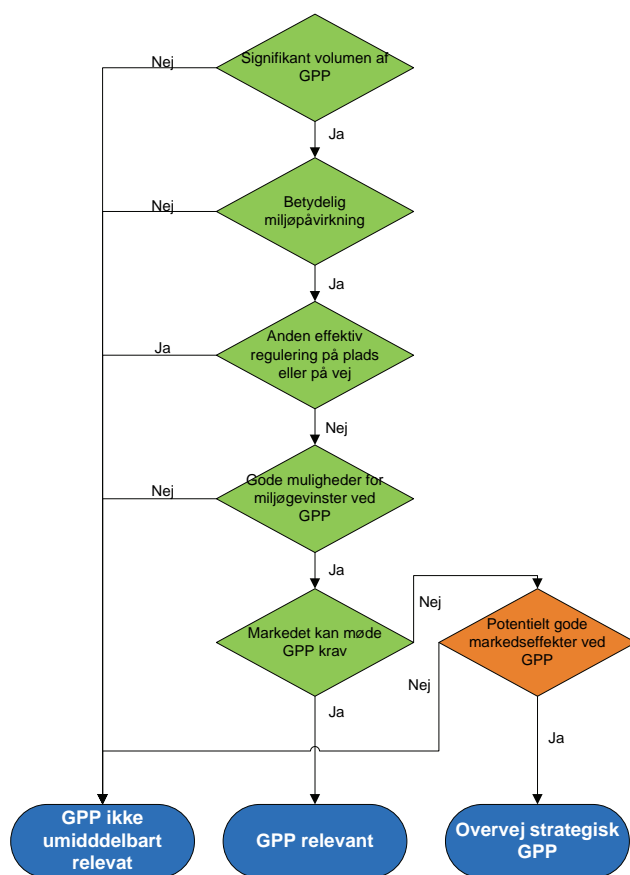 Signifikant volumen af
GPP
Nej
Ja
Betydelig
miljøpåvirkning
Nej
Ja
Anden effektiv
regulering på plads
eller på vej
Ja
Nej
Gode muligheder for
miljøgevinster ved
GPP
Nej
Ja
Markedet kan møde
GPP krav
Nej
Potentielt gode
markedseffekter ved
GPP
Nej
Ja
Ja
GPP ikke
umidddelbart
relevat
GPP relevant
Overvej strategisk
GPP